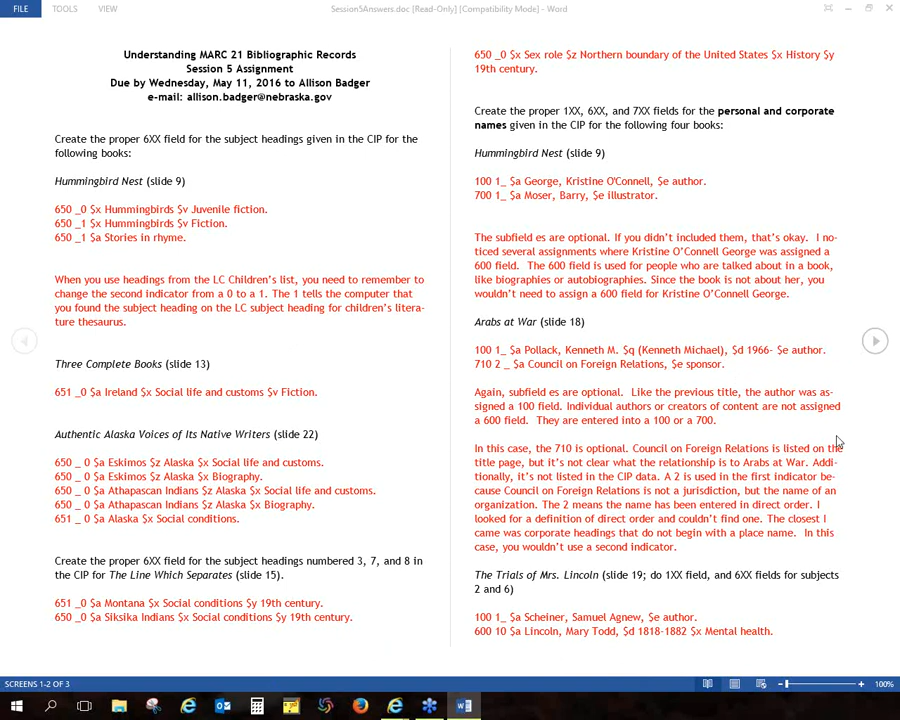 FILE TOOLS VIEW Session5Answers.doc [Read-Only] [Compatibility Mode] - Word
Understanding MARC 21 Bibliographic Records
Session 5 Assignment
Due by Wednesday, May 11, 2016 to Allison Badger
e-mail: allison.badger@nebraska.gov
Create the proper 6XX field for the subject headings given in the CIP for the
following books:
Hummingbird Nest (slide 9)
650 _0 $x Hummingbirds $v Juvenile fiction.
650 _1 $x Hummingbirds $v Fiction.
650 _1 $a Stories in rhyme.
When you use headings from the LC Children's list, you need to remember to
change the second indicator from a 0 to a 1. The 1 tells the computer that
you found the subject heading on the LC subject heading for children's litera-
ture thesaurus.
Three Complete Books (slide 13)
651 _0 $a Ireland $x Social life and customs $v Fiction.
Authentic Alaska Voices of Its Native Writers (slide 22)
650 _ 0 $a Eskimos $z Alaska $x Social life and customs.
650 _ 0 $a Eskimos $z Alaska $x Biography.
650 _ 0 $a Athapascan Indians $z Alaska $x Social life and customs.
650 _ 0 $a Athapascan Indians $z Alaska $x Biography.
651 _ 0 $a Alaska $x Social conditions.
Create the proper 6XX field for the subject headings numbered 3, 7, and 8 in
the CIP for The Line Which Separates (slide 15).
651 _0 $a Montana $x Social conditions $y 19th century.
650 _0 $a Siksika Indians $x Social conditions $y 19th century.
650 _0 $x Sex role $z Northern boundary of the United States $x History $y
19th century.
Create the proper 1XX, 6XX, and 7XX fields for the personal and corporate
names given in the CIP for the following four books:
Hummingbird Nest (slide 9)
100 1_ $a George, Kristine O'Connell, $e author.
700 1_ $a Moser, Barry, $e illustrator.
The subfield es are optional. If you didn't included them, that's okay. I no-
ticed several assignments where Kristine O'Connell George was assigned a
600 field. The 600 field is used for people who are talked about in a book,
like biographies or autobiographies. Since the book is not about her, you
wouldn't need to assign a 600 field for Kristine O'Connell George.
Arabs at War (slide 18)
100 1_ $a Pollack, Kenneth M. $q (Kenneth Michael), $d 1966- $e author.
710 2 _ $a Council on Foreign Relations, $e sponsor.
Again, subfield es are optional. Like the previous title, the author was as-
signed a 100 field. Individual authors or creators of content are not assigned
a 600 field. They are entered into a 100 or a 700.
In this case, the 710 is optional. Council on Foreign Relations is listed on the
title page, but it's not clear what the relationship is to Arabs at War. Addi-
tionally, it's not listed in the CIP data. A 2 is used in the first indicator be-
cause Council on Foreign Relations is not a jurisdiction, but the name of an
organization. The 2 means the name has been entered in direct order. I
looked for a definition of direct order and couldn't find one. The closest I
came was corporate headings that do not begin with a place name. In this
case, you wouldn't use a second indicator.
The Trials of Mrs. Lincoln (slide 19; do 1XX field, and 6XX fields for subjects
2 and 6)
100 1_ $a Scheiner, Samuel Agnew, $e author.
600 10 $a Lincoln, Mary Todd, $d 1818-1882 $x Mental health.
SCREENS 1-2 OF 3 100%